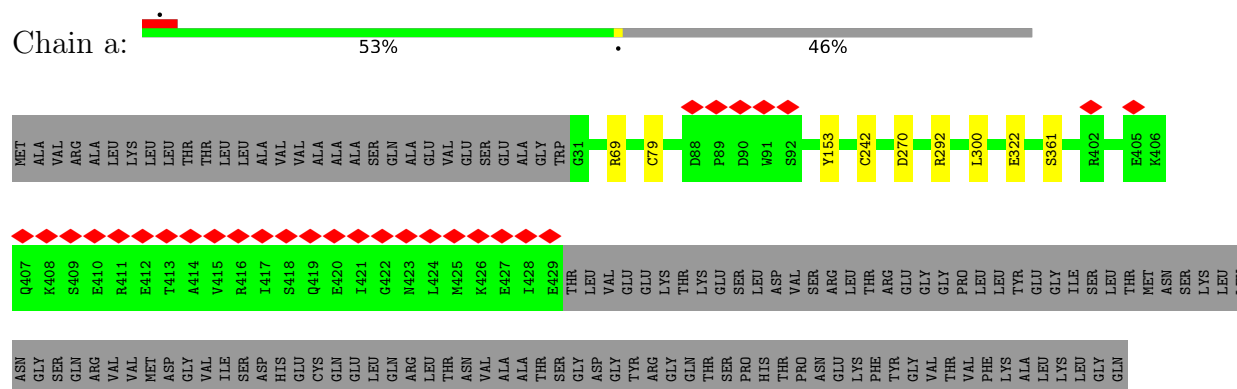 Chain a:
53%
46%
MET ALA VAL ARG ALA LEU LYS LEU LEU THR THR LEU LEU ALA VAL VAL ALA ALA ALA SER GLN ALA GLU VAL GLU SER GLU ALA GLY TRP G31 R69 C79 D88 P89 D90 W91 S92 Y153 C242 D270 R292 L300 E322 S361 R402 E405 K406
Q407 K408 S409 E410 R411 E412 T413 A414 V415 R416 I417 S418 Q419 E420 I421 G422 N423 L424 M425 K426 E427 I428 E429 THR LEU VAL GLU GLU LYS THR LYS GLU SER LEU ASP VAL SER ARG LEU THR ARG GLU GLY GLY PRO LEU LEU TYR GLU GLY ILE SER LEU THR MET ASN SER LYS LEU
ASN GLY SER GLN ARG VAL VAL MET ASP GLY VAL ILE SER ASP HIS GLU CYS GLN GLU LEU GLN ARG LEU THR ASN VAL ALA ALA THR SER GLY ASP GLY TYR ARG GLY GLN THR SER PRO HIS THR PRO ASN GLU LYS PHE TYR GLY VAL THR VAL PHE LYS ALA LEU LYS LEU GLY GLN